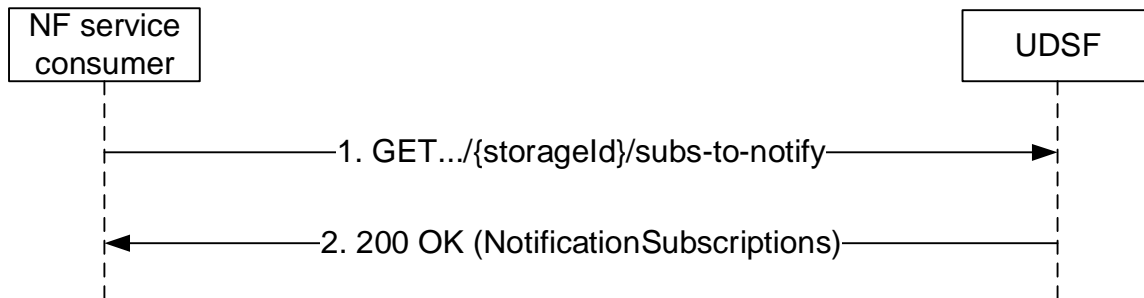 NF service
consumer
UDSF
1. GET.../{storageId}/subs-to-notify
2. 200 OK (NotificationSubscriptions)